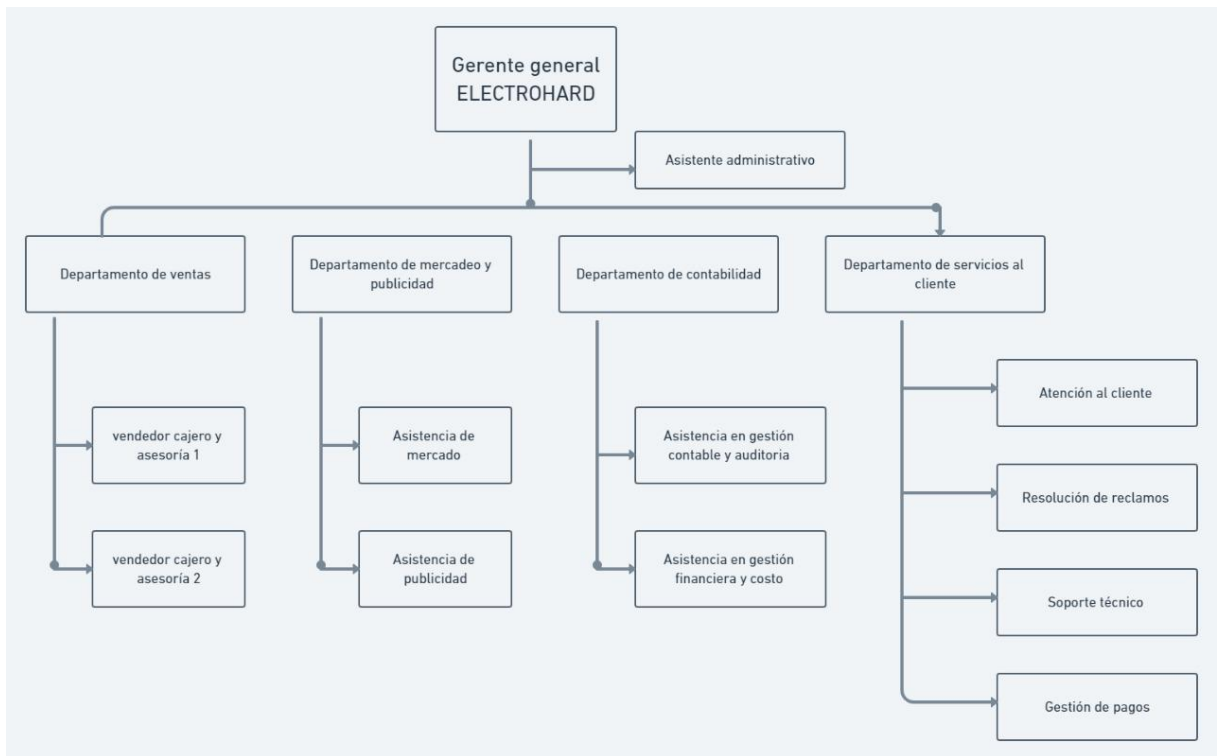 Gerente general
ELECTROHARD
Asistente administrativo
Departamento de ventas
Departamento de mercadeo y
publicidad
Departamento de contabilidad
Departamento de servicios al
cliente
vendedor cajero y
asesoría 1
Asistencia de
mercado
Asistencia en gestión
contable y auditoria
Atención al cliente
Resolución de reclamos
vendedor cajero y
asesoría 2
Asistencia de
publicidad
Asistencia en gestión
financiera y costo
Soporte técnico
Gestión de pagos